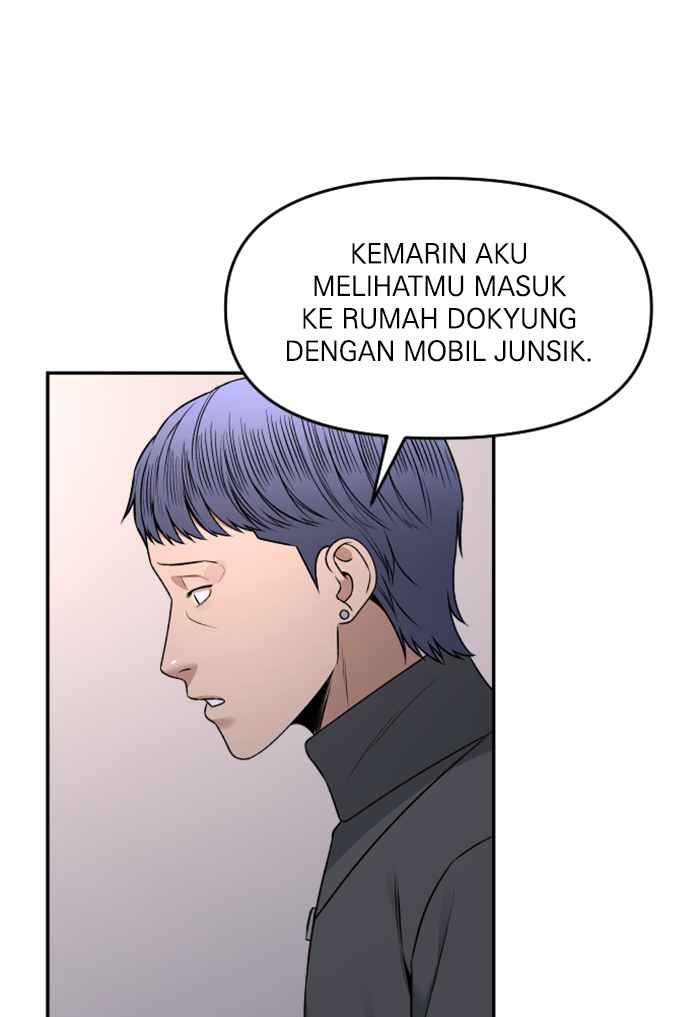 KEMARIN AKU
MELIHATMU MASUK
KE RUMAH DOKYUNG
DENGAN MOBIL JUNSIK.